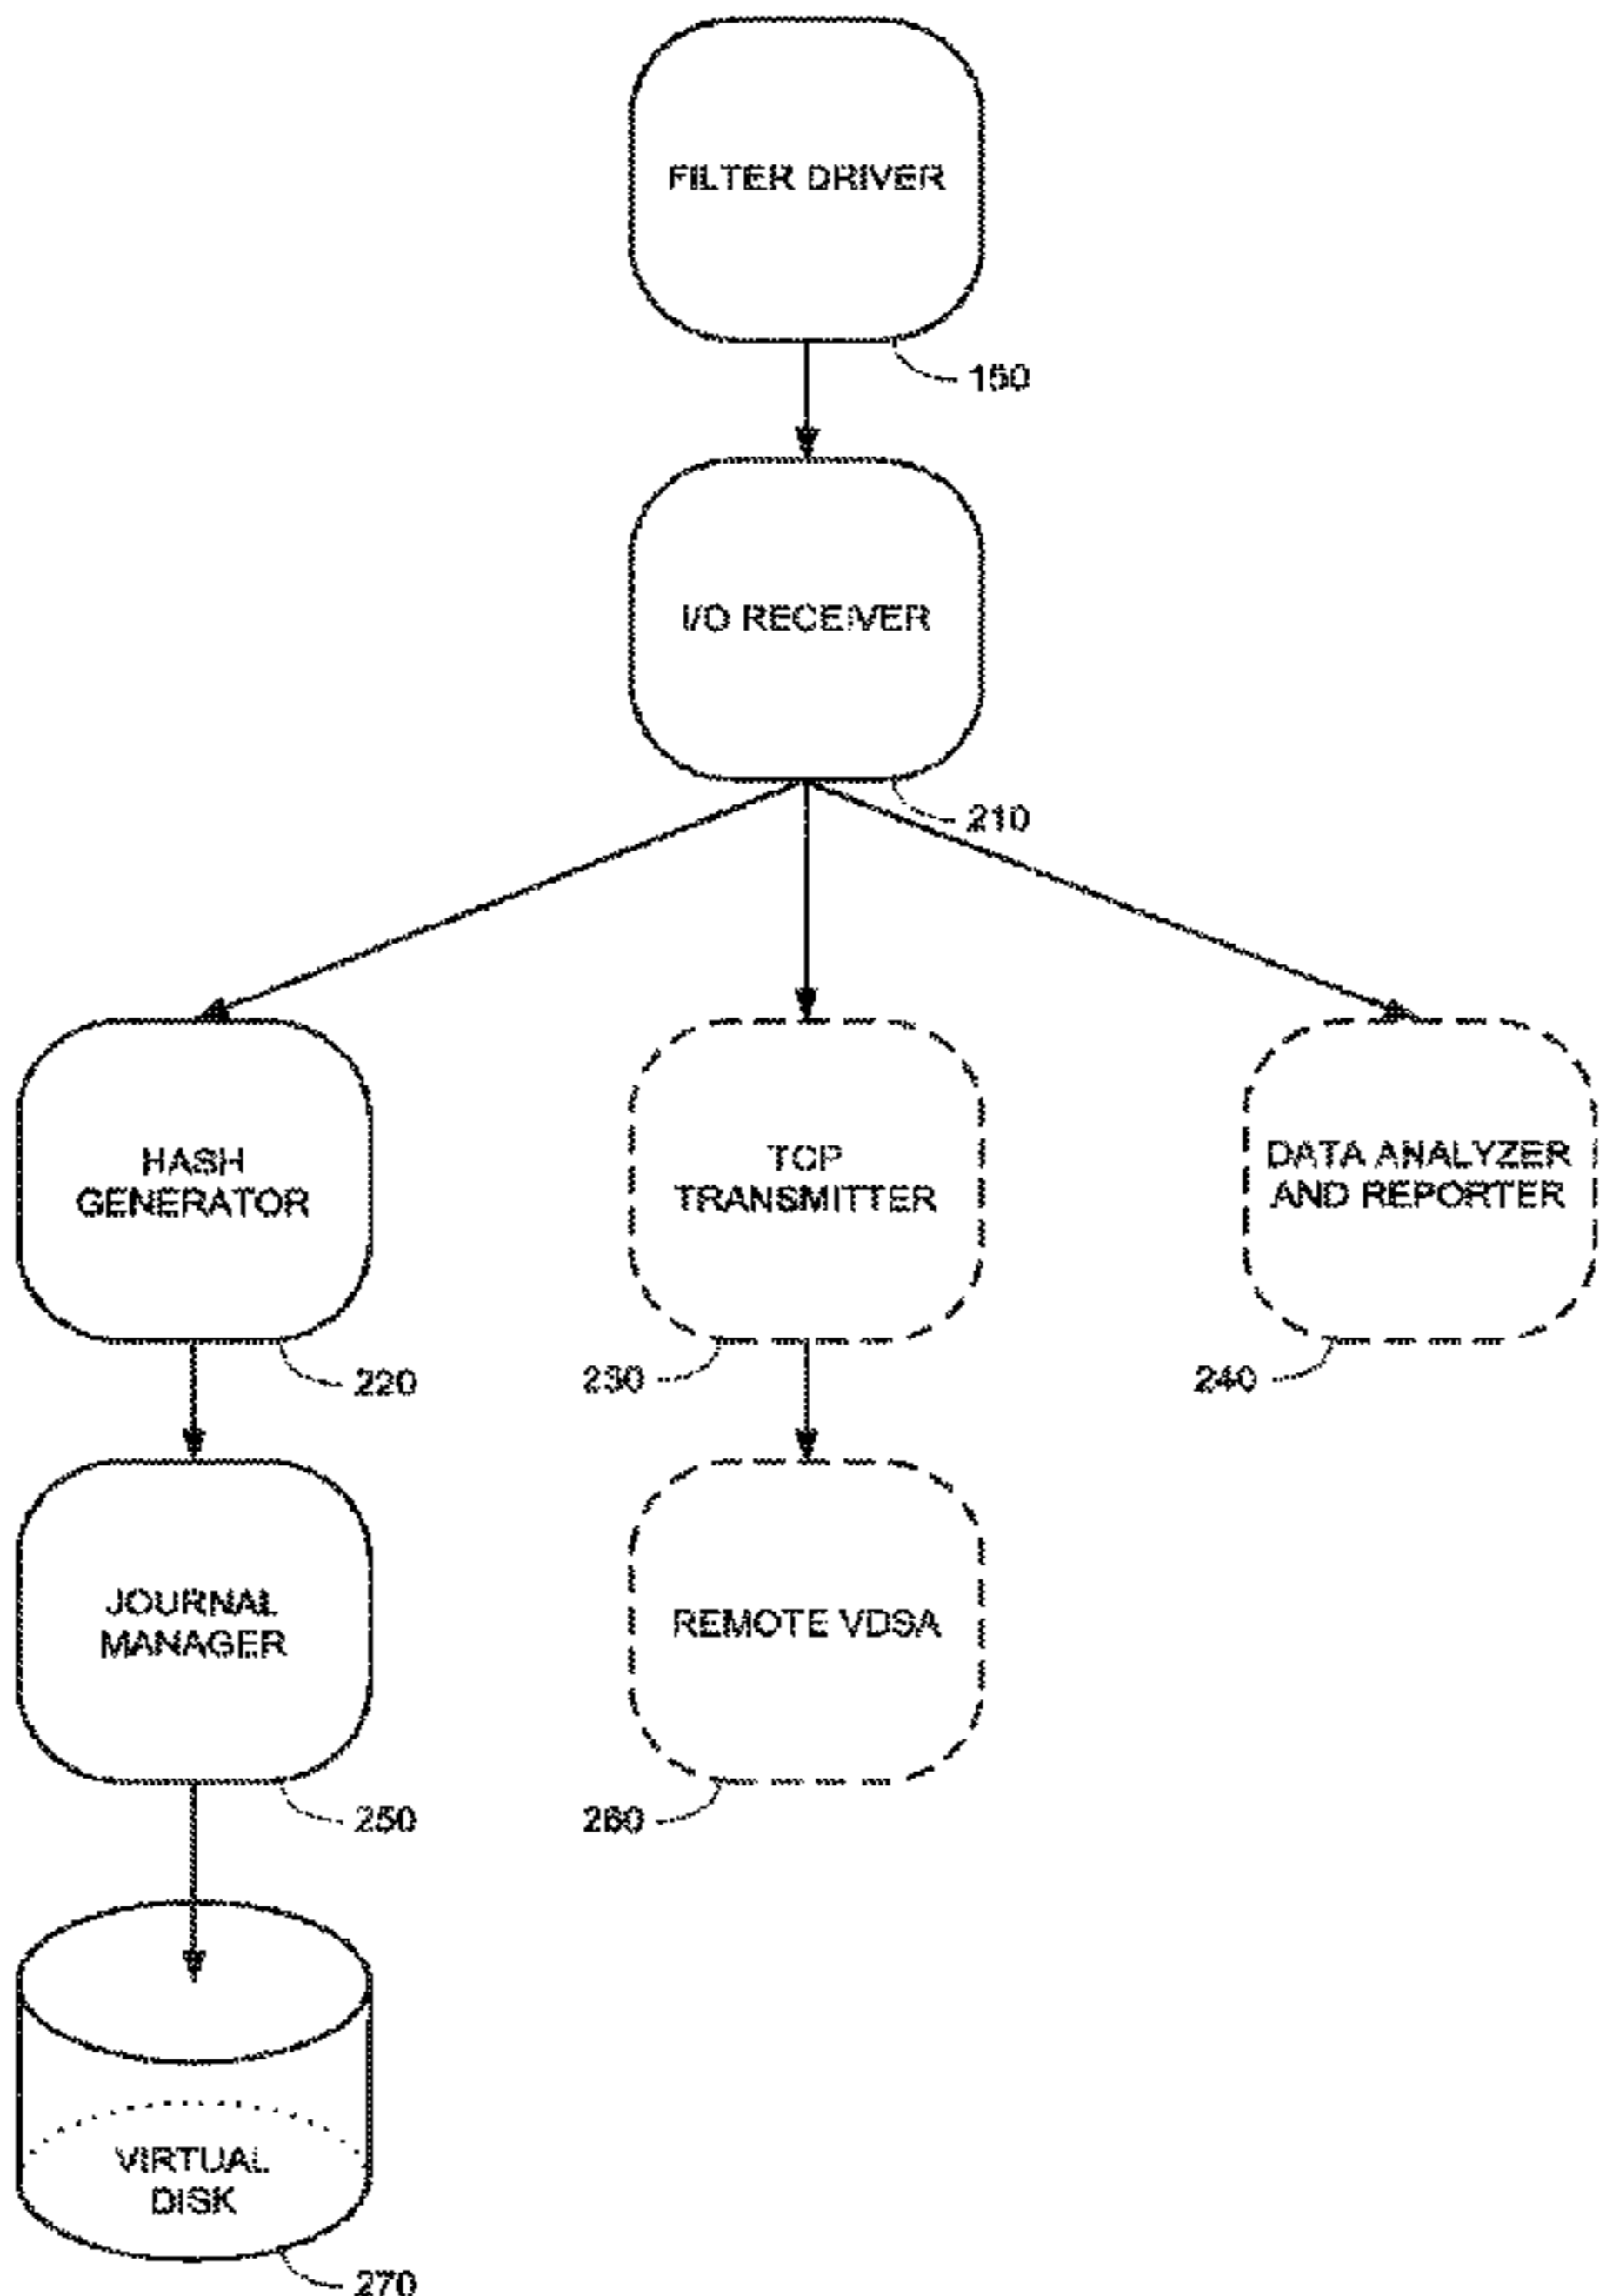 FILTER DRIVER
150
I/O RECEIVER
210
HASH
GENERATOR
220
TCP
TRANSMITTER
230
DATA ANALYZER
AND REPORTER
240
JOURNAL
MANAGER
250
REMOTE VDSA
260
VIRTUAL
DISK
270